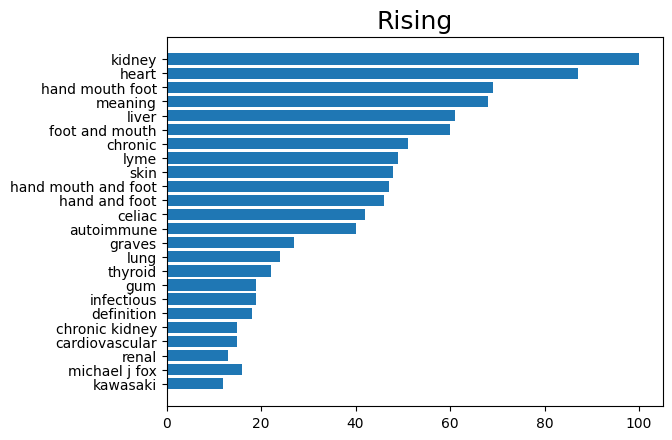 Rising
kidney
heart
hand mouth foot
meaning
liver
foot and mouth
chronic
lyme
skin
hand mouth and foot
hand and foot
celiac
autoimmune
graves
lung
thyroid
gum
infectious
definition
chronic kidney
cardiovascular
renal
michael j fox
kawasaki
0 20 40 60 80 100